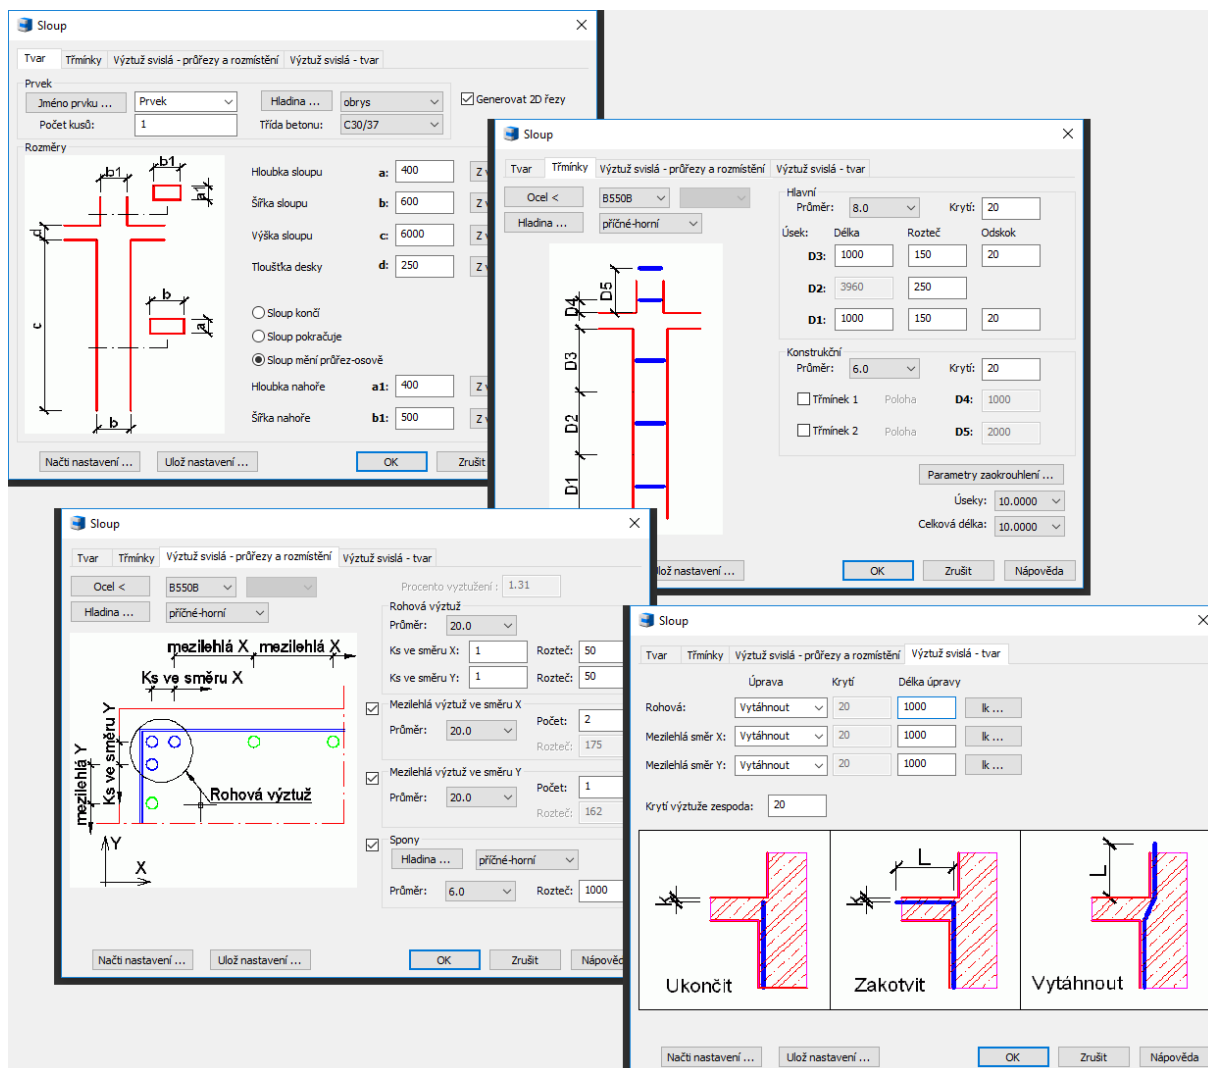 Sloup
Tvar Třmínky Výztuž svislá - průřezy a rozmístění Výztuž svislá - tvar
Prvek
Jméno prvku ... Prvek Hladina ... obrys Generovat 2D řezy
Počet kusů: 1 Třída betonu: C30/37
Rozměry
b1 b1 a1 d b a c b
Hloubka sloupu a: 400
Šířka sloupu b: 600
Výška sloupu c: 6000
Tloušťka desky d: 250
Sloup končí
Sloup pokračuje
Sloup mění průřez-osově
Hloubka nahoře a1: 400
Šířka nahoře b1: 500
Načti nastavení ... Ulož nastavení ... OK Zrušit
Sloup
Tvar Třmínky Výztuž svislá - průřezy a rozmístění Výztuž svislá - tvar
Ocel < B550B
Hladina ... příčné-horní
D5 D4 D3 D2 D1
Hlavní
Průměr: 8.0 Krytí: 20
Úsek: Délka Rozteč Odskok
D3: 1000 150 20
D2: 3960 250
D1: 1000 150 20
Konstrukční
Průměr: 6.0 Krytí: 20
Třmínek 1 Poloha D4: 1000
Třmínek 2 Poloha D5: 2000
Parametry zaokrouhlení ...
Úseky: 10.0000
Celková délka: 10.0000
lož nastavení ... OK Zrušit Nápověda
Sloup
Tvar Třmínky Výztuž svislá - průřezy a rozmístění Výztuž svislá - tvar
Ocel < B550B
Hladina ... příčné-horní
mezilehlá X mezilehlá X
Ks ve směru X
Ks ve směru Y
mezilehlá Y
Rohová výztuž
Y
X
Procento vyztužení : 1.31
Rohová výztuž
Průměr: 20.0
Ks ve směru X: 1 Rozteč: 50
Ks ve směru Y: 1 Rozteč: 50
Mezilehlá výztuž ve směru X
Průměr: 20.0 Počet: 2
Rozteč: 175
Mezilehlá výztuž ve směru Y
Průměr: 20.0 Počet: 1
Rozteč: 162
Spony
Hladina ... příčné-horní
Průměr: 6.0 Rozteč: 1000
Načti nastavení ... Ulož nastavení ... OK Zrušit Nápověd
Sloup
Tvar Třmínky Výztuž svislá - průřezy a rozmístění Výztuž svislá - tvar
Úprava Krytí Délka úpravy
Rohová: Vytáhnout 20 1000 lk ...
Mezilehlá směr X: Vytáhnout 20 1000 lk ...
Mezilehlá směr Y: Vytáhnout 20 1000 lk ...
Krytí výztuže zespoda: 20
k L k L
Ukončit Zakotvit Vytáhnout
Načti nastavení ... Ulož nastavení ... OK Zrušit Nápověda